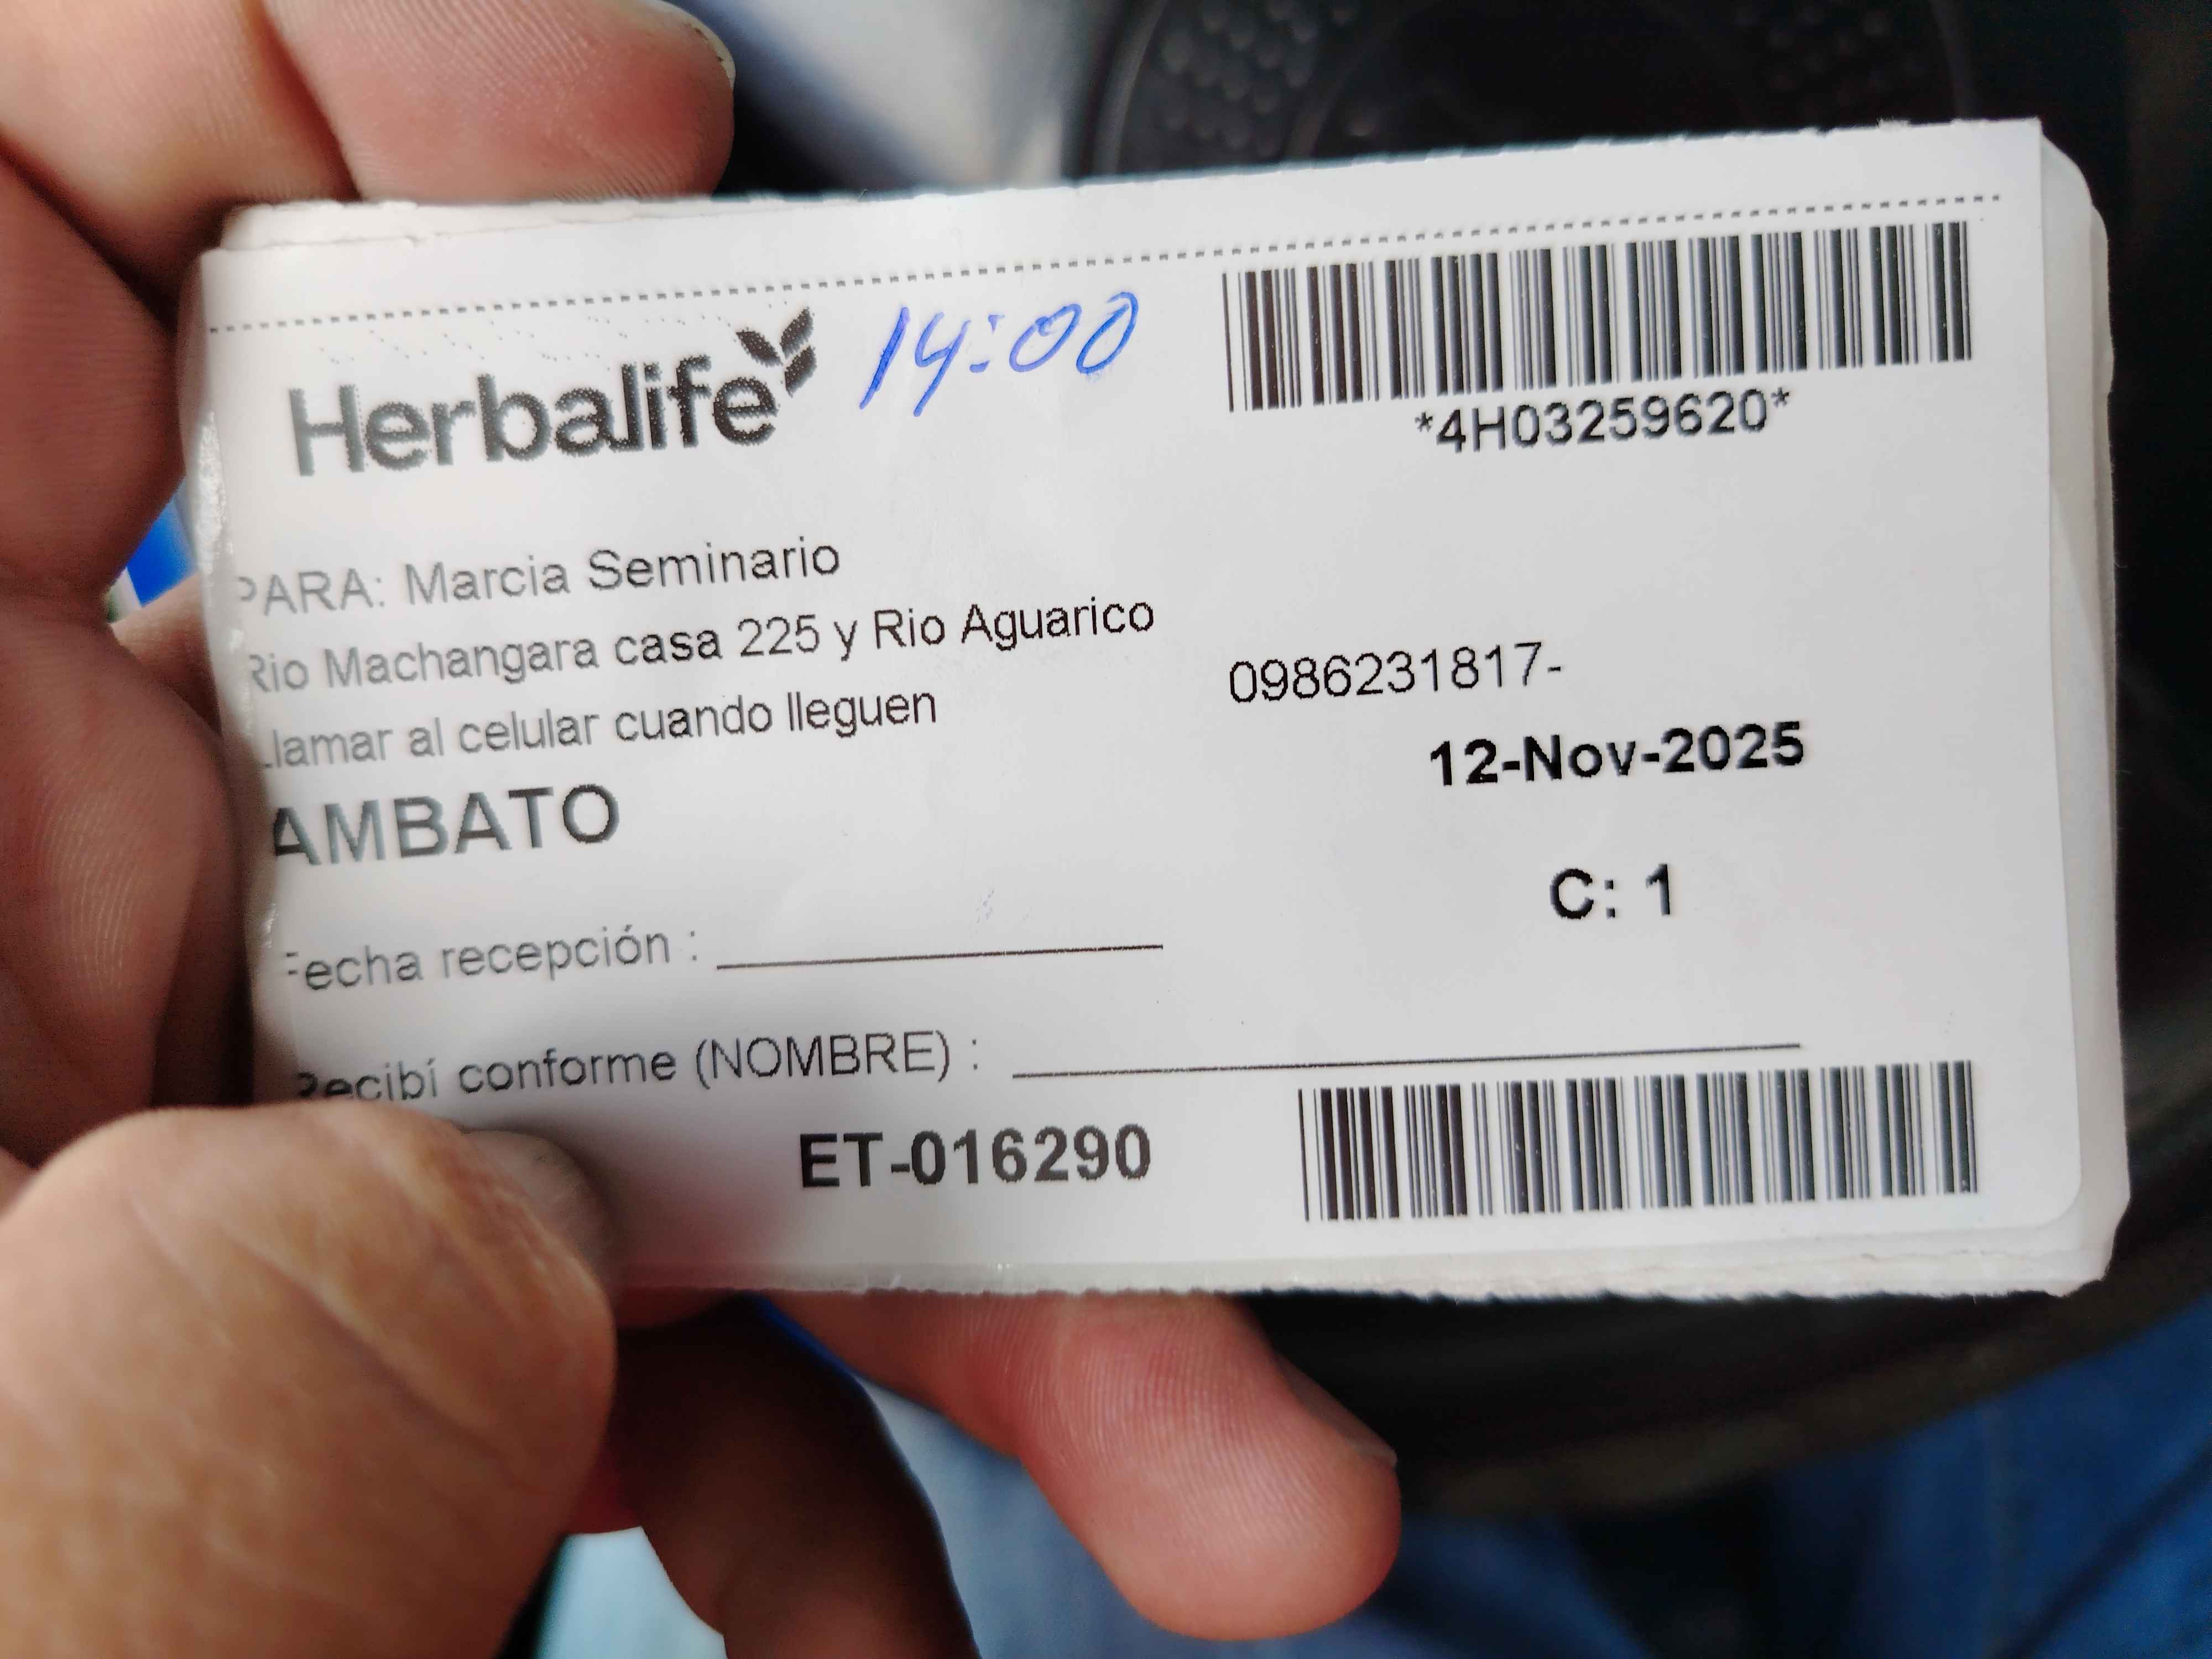 Herbalife 14:00
*4H03259620*
PARA: Marcia Seminario
Rio Machangara casa 225 y Rio Aguarico
0986231817-
Llamar al celular cuando lleguen
12-Nov-2025
AMBATO
C: 1
Fecha recepción :
Recibí conforme (NOMBRE) :
ET-016290